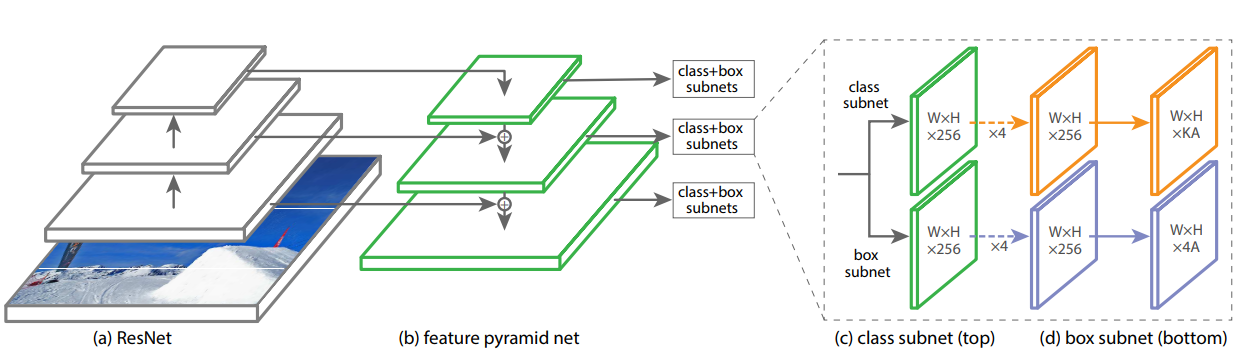 class+box
subnets
class+box
subnets
class+box
subnets
class
subnet
W×H
×256
×4
W×H
×256
W×H
×KA
box
subnet
W×H
×256
×4
W×H
×256
W×H
×4A
(a) ResNet
(b) feature pyramid net
(c) class subnet (top)
(d) box subnet (bottom)